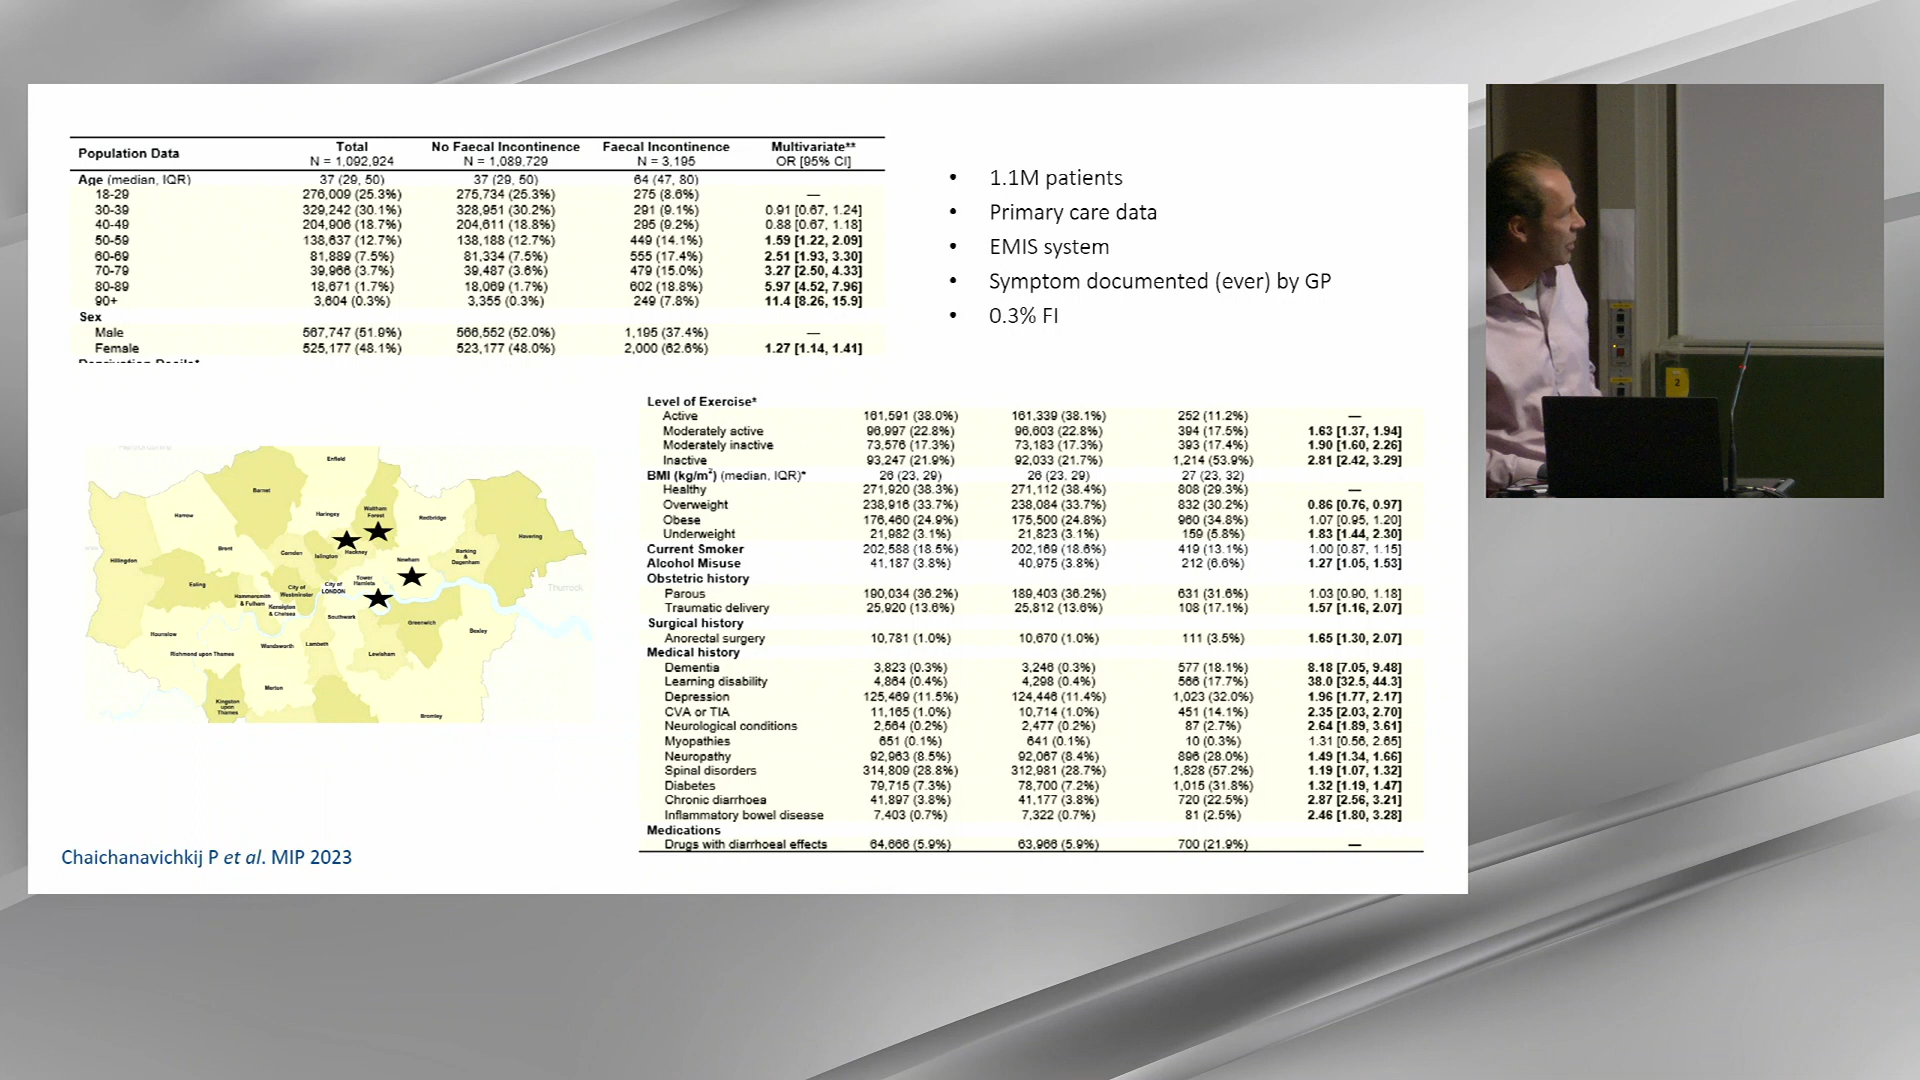 Population Data Total No Faecal Incontinence Faecal Incontinence Multivariate**
N = 1,092,924 N = 1,089,729 N = 3,195 OR [95% CI]
Age (median, IQR) 37 (29, 50) 37 (29, 50) 64 (47, 80)
18-29 276,009 (25.3%) 275,734 (25.3%) 275 (8.6%) —
30-39 329,242 (30.1%) 328,951 (30.2%) 291 (9.1%) 0.91 [0.67, 1.24]
40-49 204,906 (18.7%) 204,611 (18.8%) 295 (9.2%) 0.88 [0.67, 1.18]
50-59 138,637 (12.7%) 138,188 (12.7%) 449 (14.1%) 1.59 [1.22, 2.09]
60-69 81,889 (7.5%) 81,334 (7.5%) 555 (17.4%) 2.51 [1.93, 3.30]
70-79 39,966 (3.7%) 39,487 (3.6%) 479 (15.0%) 3.27 [2.50, 4.33]
80-89 18,671 (1.7%) 18,069 (1.7%) 602 (18.8%) 5.97 [4.52, 7.96]
90+ 3,604 (0.3%) 3,355 (0.3%) 249 (7.8%) 11.4 [8.26, 15.9]
Sex
Male 567,747 (51.9%) 566,552 (52.0%) 1,195 (37.4%) —
Female 525,177 (48.1%) 523,177 (48.0%) 2,000 (62.6%) 1.27 [1.14, 1.41]
• 1.1M patients
• Primary care data
• EMIS system
• Symptom documented (ever) by GP
• 0.3% FI
Level of Exercise*
Active 161,591 (38.0%) 161,339 (38.1%) 252 (11.2%) —
Moderately active 96,997 (22.8%) 96,603 (22.8%) 394 (17.5%) 1.63 [1.37, 1.94]
Moderately inactive 73,576 (17.3%) 73,183 (17.3%) 393 (17.4%) 1.90 [1.60, 2.26]
Inactive 93,247 (21.9%) 92,033 (21.7%) 1,214 (53.9%) 2.81 [2.42, 3.29]
BMI (kg/m²) (median, IQR)* 26 (23, 29) 26 (23, 29) 27 (23, 32)
Healthy 271,920 (38.3%) 271,112 (38.4%) 808 (29.3%) —
Overweight 238,916 (33.7%) 238,084 (33.7%) 832 (30.2%) 0.86 [0.76, 0.97]
Obese 176,460 (24.9%) 175,500 (24.8%) 960 (34.8%) 1.07 [0.95, 1.20]
Underweight 21,982 (3.1%) 21,823 (3.1%) 159 (5.8%) 1.83 [1.44, 2.30]
Current Smoker 202,588 (18.5%) 202,169 (18.6%) 419 (13.1%) 1.00 [0.87, 1.15]
Alcohol Misuse 41,187 (3.8%) 40,975 (3.8%) 212 (6.6%) 1.27 [1.05, 1.53]
Obstetric history
Parous 190,034 (36.2%) 189,403 (36.2%) 631 (31.6%) 1.03 [0.90, 1.18]
Traumatic delivery 25,920 (13.6%) 25,812 (13.6%) 108 (17.1%) 1.57 [1.16, 2.07]
Surgical history
Anorectal surgery 10,781 (1.0%) 10,670 (1.0%) 111 (3.5%) 1.65 [1.30, 2.07]
Medical history
Dementia 3,823 (0.3%) 3,246 (0.3%) 577 (18.1%) 8.18 [7.05, 9.48]
Learning disability 4,864 (0.4%) 4,298 (0.4%) 566 (17.7%) 38.0 [32.5, 44.3]
Depression 125,469 (11.5%) 124,446 (11.4%) 1,023 (32.0%) 1.96 [1.77, 2.17]
CVA or TIA 11,165 (1.0%) 10,714 (1.0%) 451 (14.1%) 2.35 [2.03, 2.70]
Neurological conditions 2,564 (0.2%) 2,477 (0.2%) 87 (2.7%) 2.64 [1.89, 3.61]
Myopathies 651 (0.1%) 641 (0.1%) 10 (0.3%) 1.31 [0.56, 2.65]
Neuropathy 92,963 (8.5%) 92,067 (8.4%) 896 (28.0%) 1.49 [1.34, 1.66]
Spinal disorders 314,809 (28.8%) 312,981 (28.7%) 1,828 (57.2%) 1.19 [1.07, 1.32]
Diabetes 79,715 (7.3%) 78,700 (7.2%) 1,015 (31.8%) 1.32 [1.19, 1.47]
Chronic diarrhoea 41,897 (3.8%) 41,177 (3.8%) 720 (22.5%) 2.87 [2.56, 3.21]
Inflammatory bowel disease 7,403 (0.7%) 7,322 (0.7%) 81 (2.5%) 2.46 [1.80, 3.28]
Medications
Drugs with diarrhoeal effects 64,666 (5.9%) 63,966 (5.9%) 700 (21.9%) —
Enfield
Barnet
Waltham
Forest
Harrow
Haringey
Redbridge
Havering
Brent
Camden
Islington
Hackney
Barking
&
Dagenham
Hillingdon
Newham
Ealing
City of
Westminster
City of
LONDON
Tower
Hamlets
Thurrock
Hammersmith
& Fulham
Kensington
& Chelsea
Southwark
Greenwich
Bexley
Hounslow
Wandsworth
Lambeth
Richmond upon Thames
Lewisham
Merton
Kingston
upon
Thames
Bromley
Chaichanavichkij P et al. MIP 2023
2